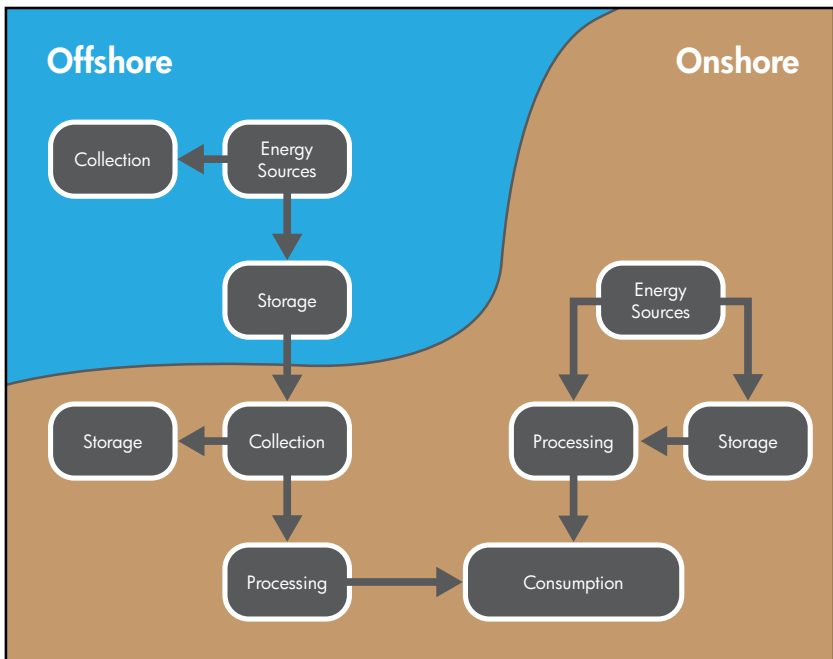 Offshore
Onshore
Collection
Energy
Sources
Storage
Energy
Sources
Storage
Collection
Processing
Storage
Processing
Consumption